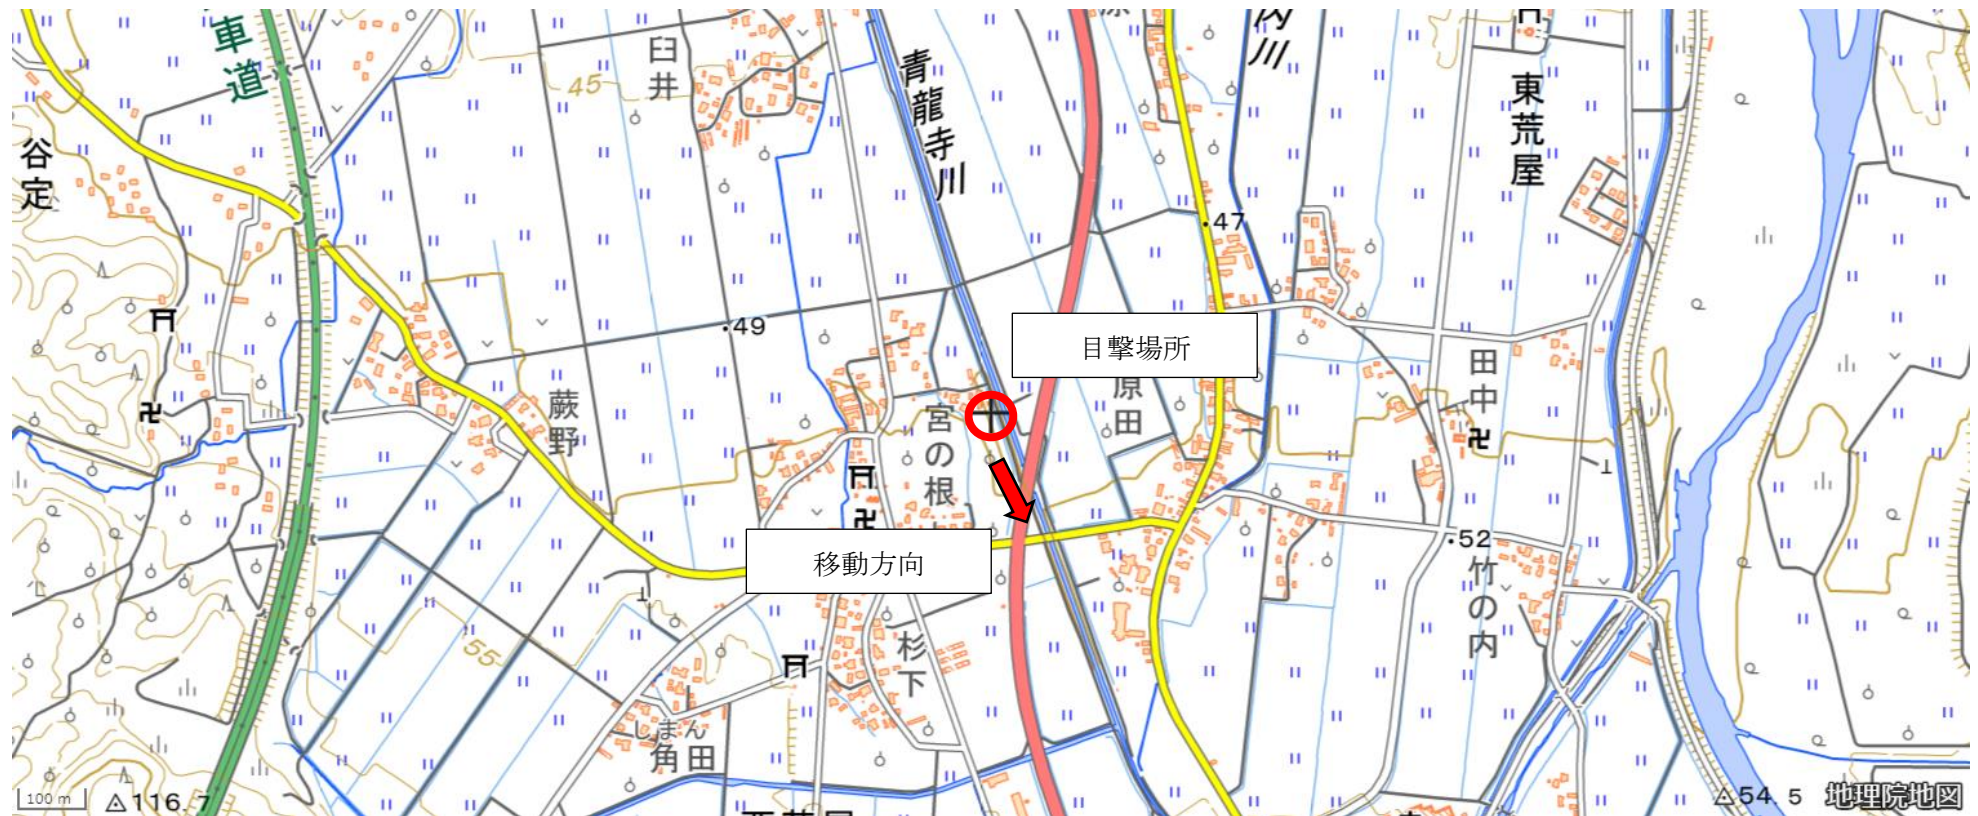 車道
臼井
青龍寺川
内川
東荒屋
谷定
45
47
49
目撃場所
蕨野
宮の根
原田
田中
移動方向
52
竹の内
55
杉下
しまん
角田
100 m
116.7
54.5
地理院地図